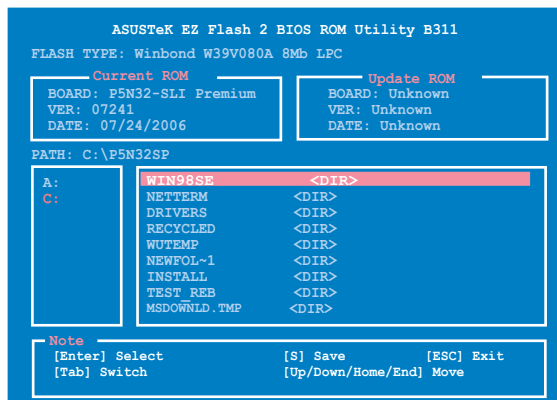 ASUSTeK EZ Flash 2 BIOS ROM Utility B311
FLASH TYPE: Winbond W39V080A 8Mb LPC
Current ROM
BOARD: P5N32-SLI Premium
VER: 07241
DATE: 07/24/2006
Update ROM
BOARD: Unknown
VER: Unknown
DATE: Unknown
PATH: C:\P5N32SP
A:
C:
WIN98SE <DIR>
NETTERM <DIR>
DRIVERS <DIR>
RECYCLED <DIR>
WUTEMP <DIR>
NEWFOL~1 <DIR>
INSTALL <DIR>
TEST_REB <DIR>
MSDOWNLD.TMP <DIR>
Note
[Enter] Select [S] Save [ESC] Exit
[Tab] Switch [Up/Down/Home/End] Move